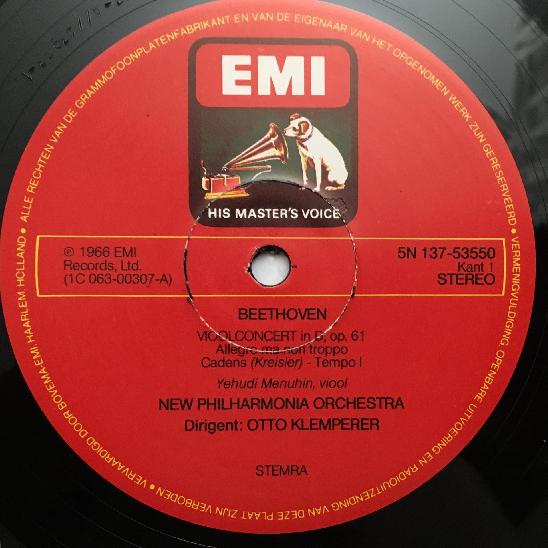 EMI
HIS MASTER'S VOICE
℗ 1966 EMI
Records, Ltd.
(1C 063-00307-A)
5N 137-53550
Kant 1
STEREO
BEETHOVEN
VIOOLCONCERT in D, op. 61
Allegro ma non troppo
Cadens (Kreisler) - Tempo I
Yehudi Menuhin, viool
NEW PHILHARMONIA ORCHESTRA
Dirigent: OTTO KLEMPERER
STEMRA
• ALLE RECHTEN VAN DE GRAMMOFOONPLATENFABRIKANT EN VAN DE EIGENAAR VAN HET OPGENOMEN WERK ZIJN GERESERVEERD • VERMENIGVULDIGING OPENBARE UITVOERING EN RADIOUITZENDING VAN DEZE PLAAT ZIJN VERBODEN • VERVAARDIGD DOOR BOVEMA-EMI HAARLEM HOLLAND